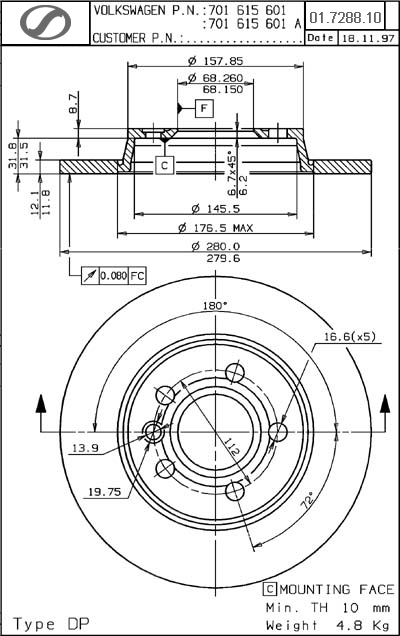 VOLKSWAGEN P.N.:701 615 601
:701 615 601 A
CUSTOMER P.N.:..................
01.7288.10
Date 18.11.97
Ø 157.85
Ø 68.260
68.150
8.7
F
31.8
31.5
C
6.7x45°
6.2
12.1
11.8
Ø 145.5
Ø 176.5 MAX
Ø 280.0
279.6
0.080 FC
180°
16.6(x5)
13.9
112
19.75
72°
C MOUNTING FACE
Min. TH 10 mm
Type DP
Weight 4.8 Kg